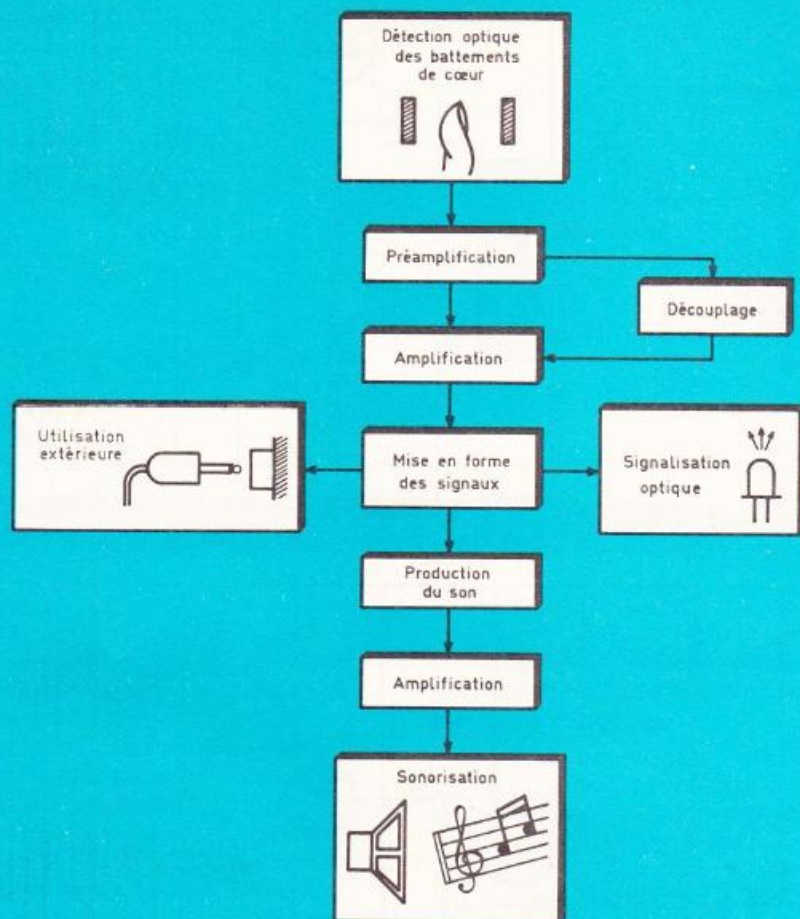 Détection optique
des battements
de cœur
Préamplification
Découplage
Amplification
Utilisation
extérieure
Mise en forme
des signaux
Signalisation
optique
Production
du son
Amplification
Sonorisation